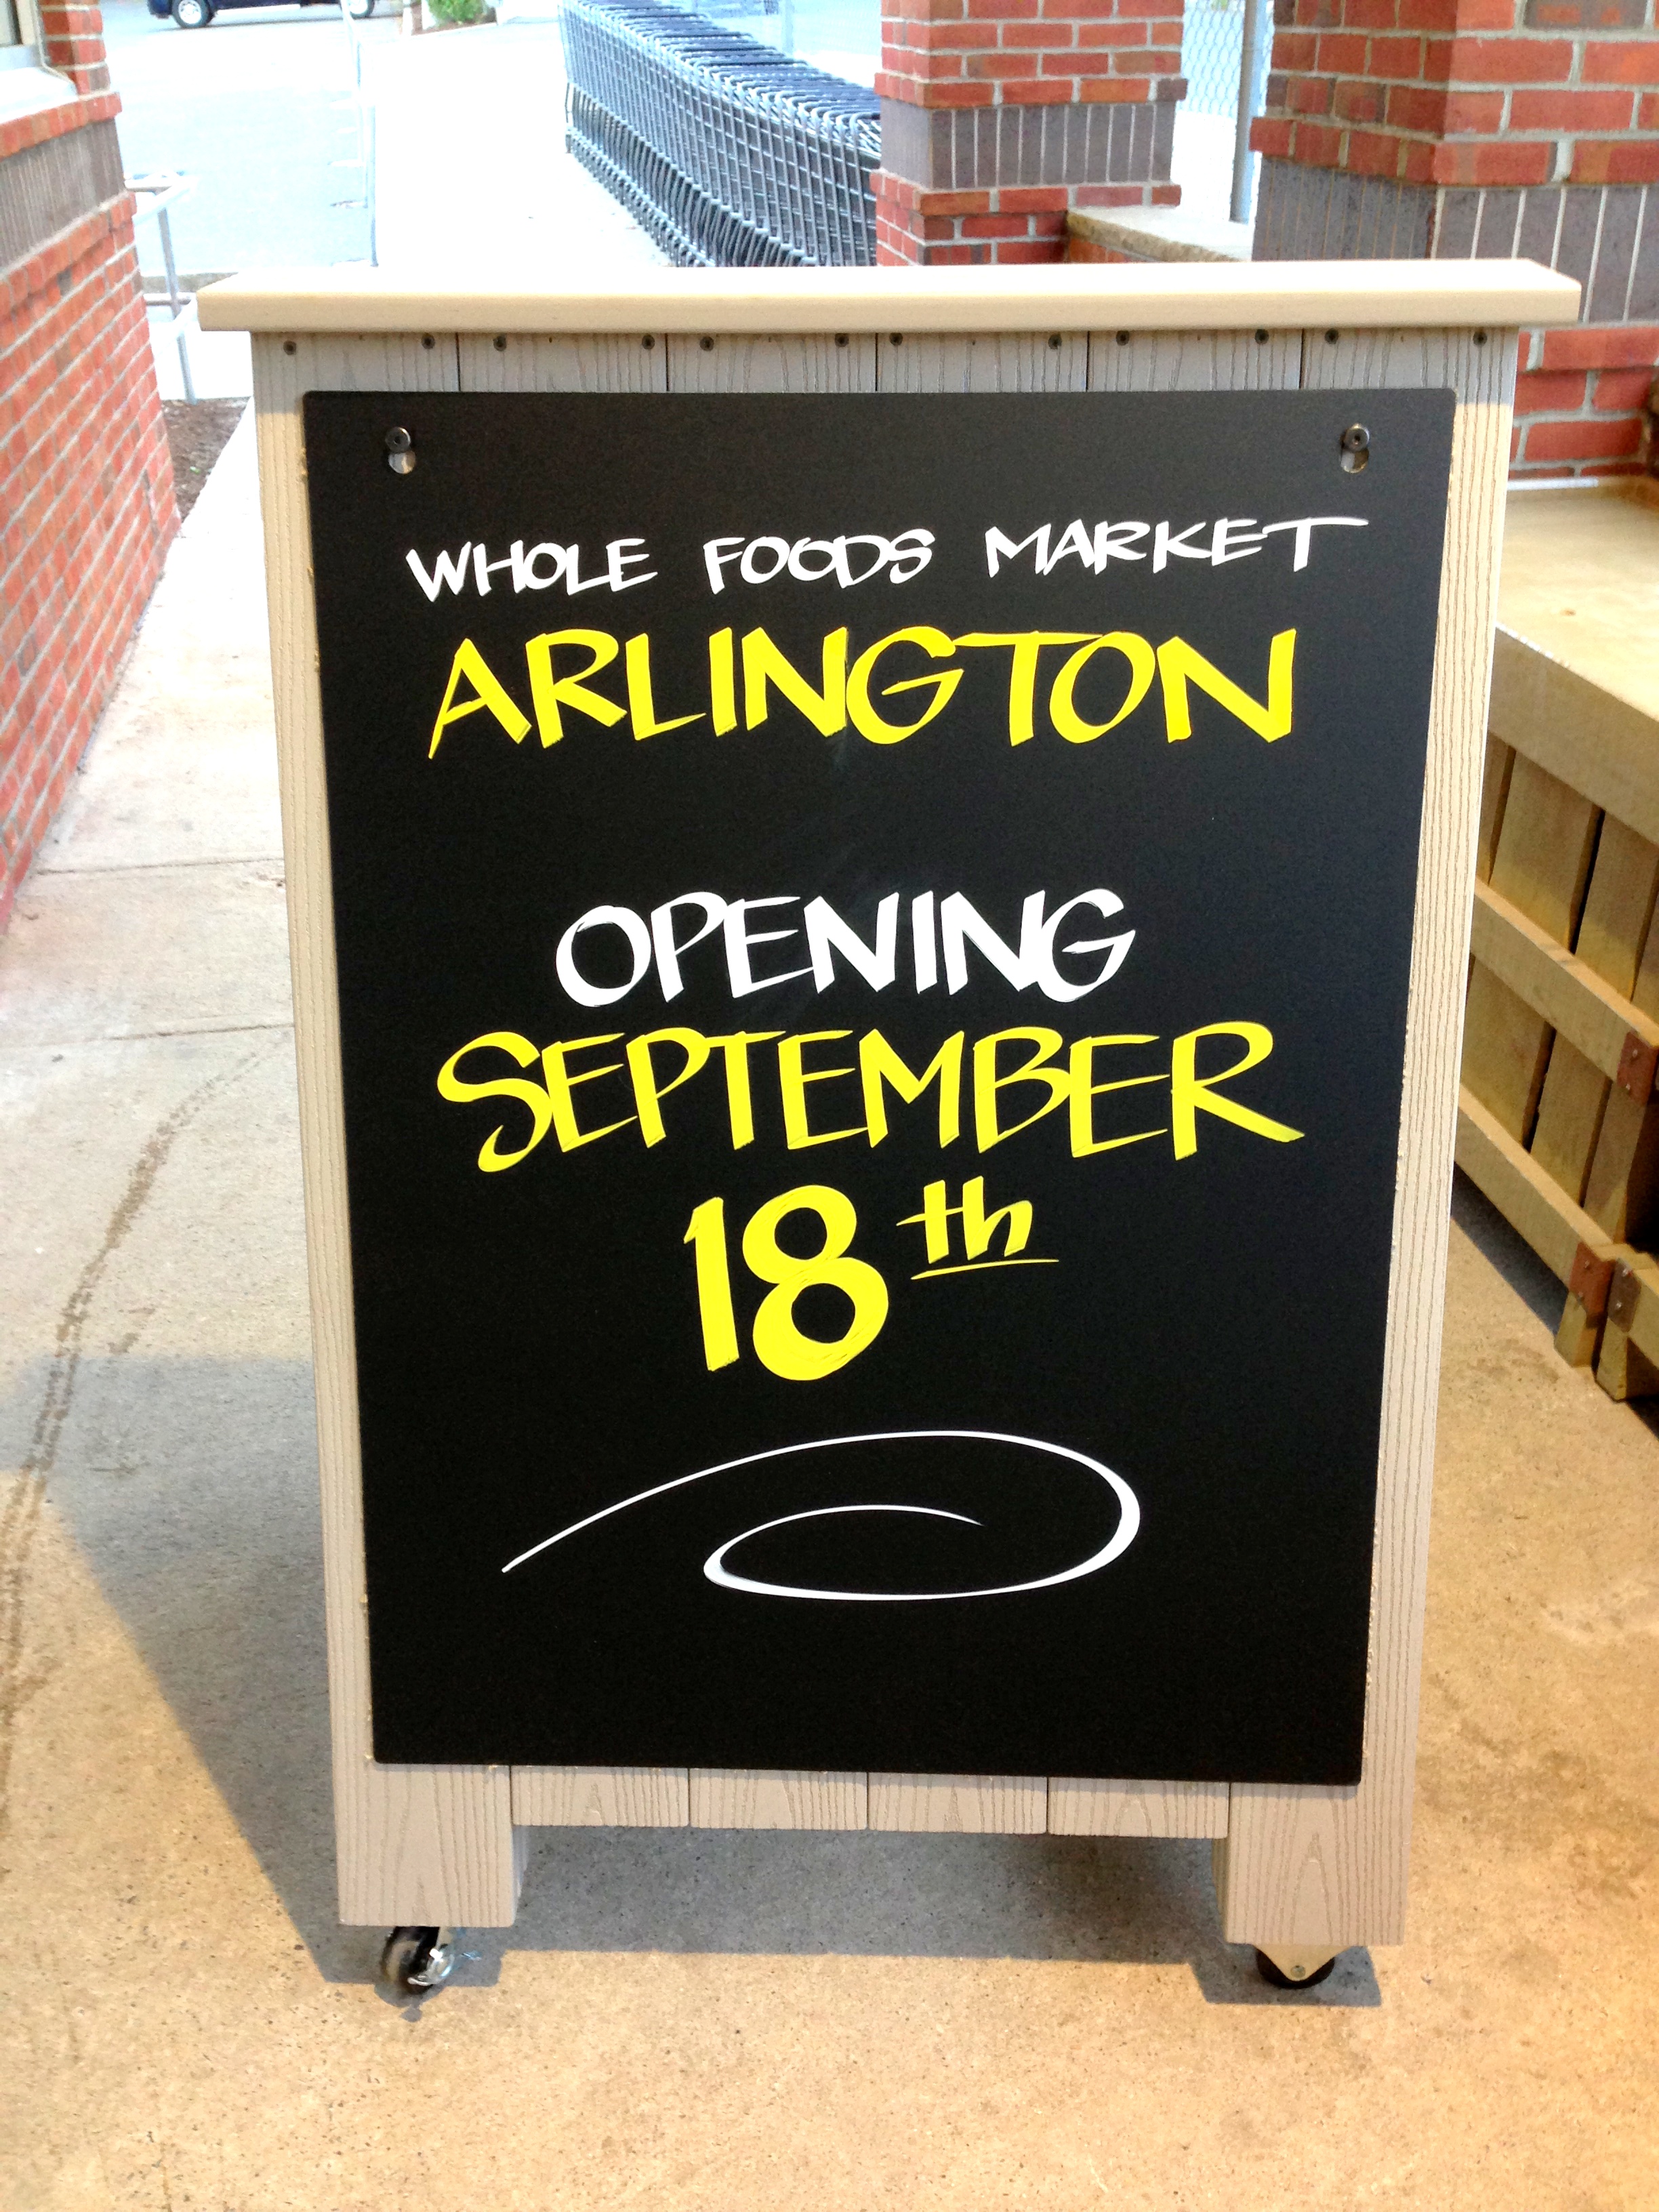 WHOLE FOODS MARKET
ARLINGTON
OPENING
SEPTEMBER
18th